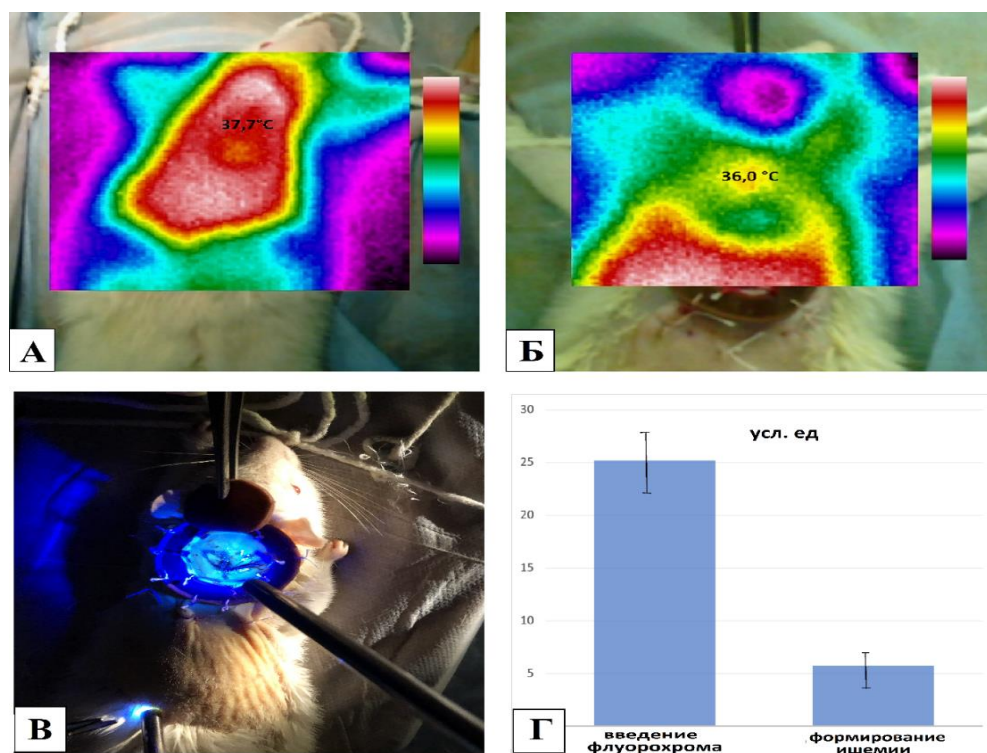 37,7°C
36,0 °C
А
Б
В
30
усл. ед
25
20
15
10
5
Г
введение флуорохрома
формирование ишемии